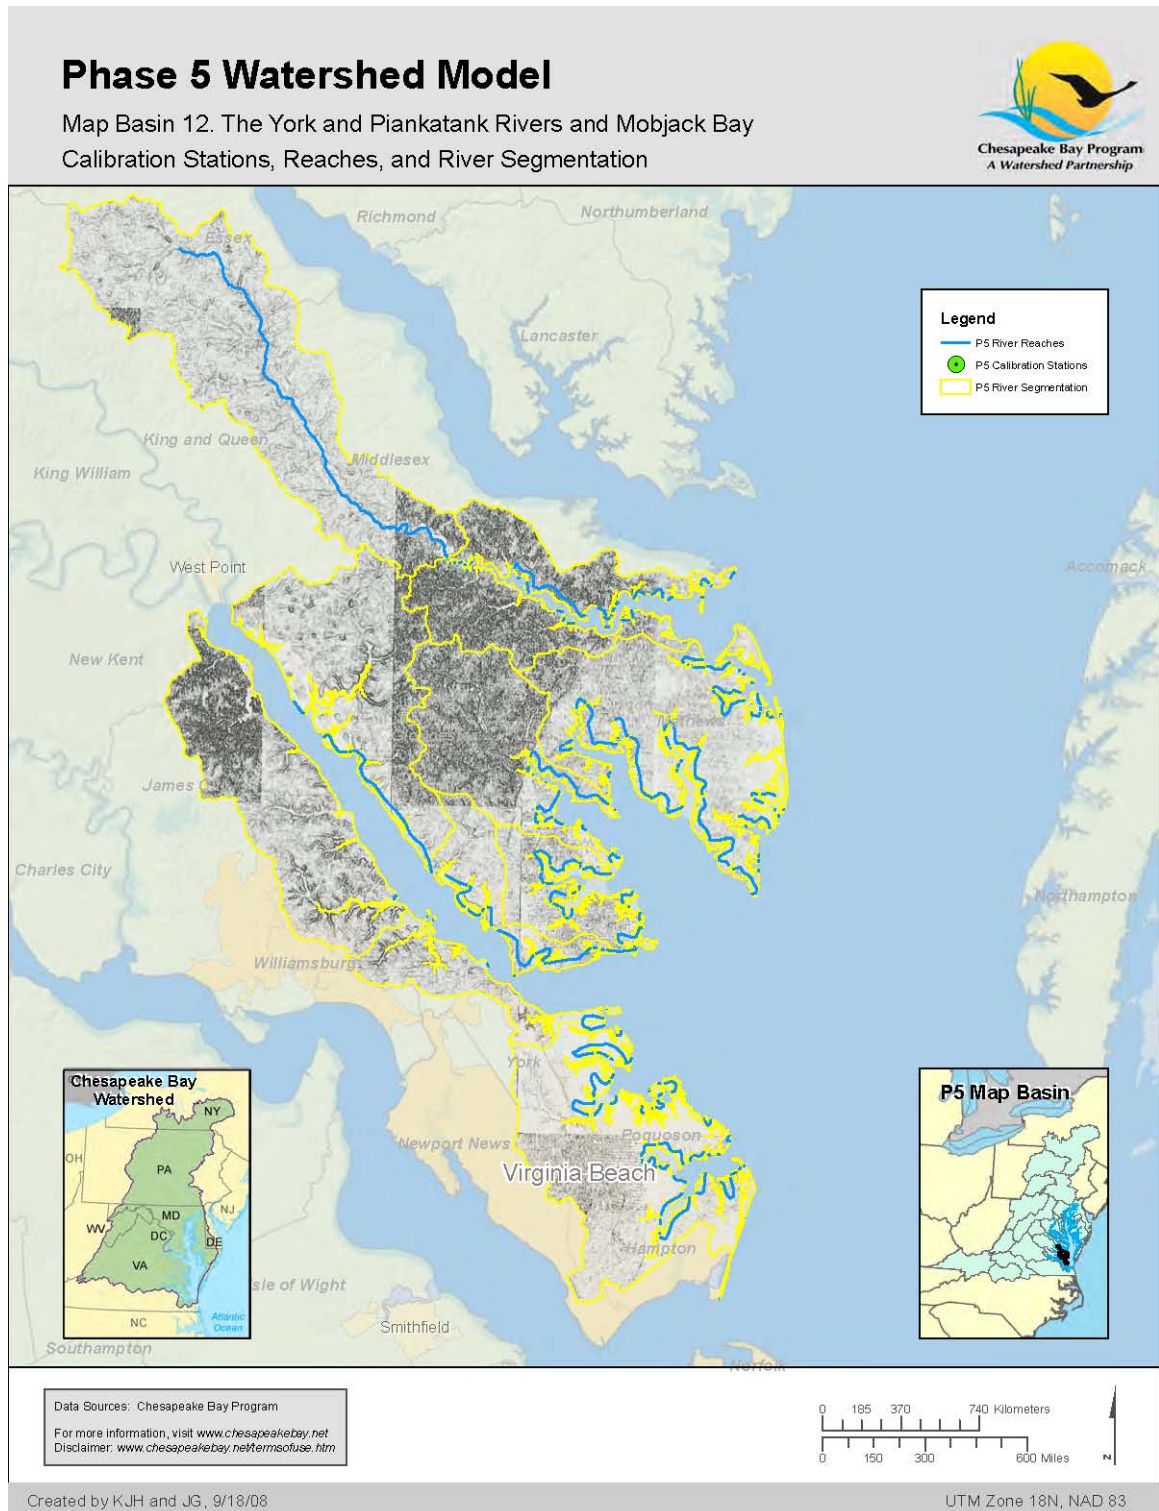 Phase 5 Watershed Model
Map Basin 12. The York and Piankatank Rivers and Mobjack Bay
Calibration Stations, Reaches, and River Segmentation
Chesapeake Bay Program
A Watershed Partnership
Richmond
Northumberland
Essex
Lancaster
Legend
P5 River Reaches
P5 Calibration Stations
P5 River Segmentation
King and Queen
Middlesex
King William
West Point
Accomack
New Kent
James C
Charles City
Northampton
Williamsburg
York
Chesapeake Bay
Watershed
NY
OH
PA
NJ
MD
WV
DC
DE
VA
NC
Atlantic
Ocean
P5 Map Basin
Newport News
Poquoson
Virginia Beach
Hampton
Isle of Wight
Smithfield
Southampton
Norfolk
Data Sources: Chesapeake Bay Program
For more information, visit www.chesapeakebay.net
Disclaimer: www.chesapeakebay.net/termsofuse.htm
0 185 370 740 Kilometers
0 150 300 600 Miles
N
Created by KJH and JG, 9/18/08
UTM Zone 18N, NAD 83